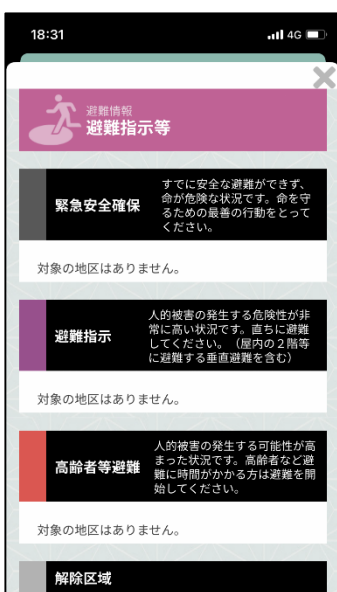 18:31
4G
避難情報
避難指示等
緊急安全確保
すでに安全な避難ができず、
命が危険な状況です。命を守
るための最善の行動をとって
ください。
対象の地区はありません。
避難指示
人的被害の発生する危険性が非
常に高い状況です。直ちに避難
してください。（屋内の２階等
に避難する垂直避難を含む）
対象の地区はありません。
高齢者等避難
人的被害の発生する可能性が高
まった状況です。高齢者など避
難に時間がかかる方は避難を開
始してください。
対象の地区はありません。
解除区域